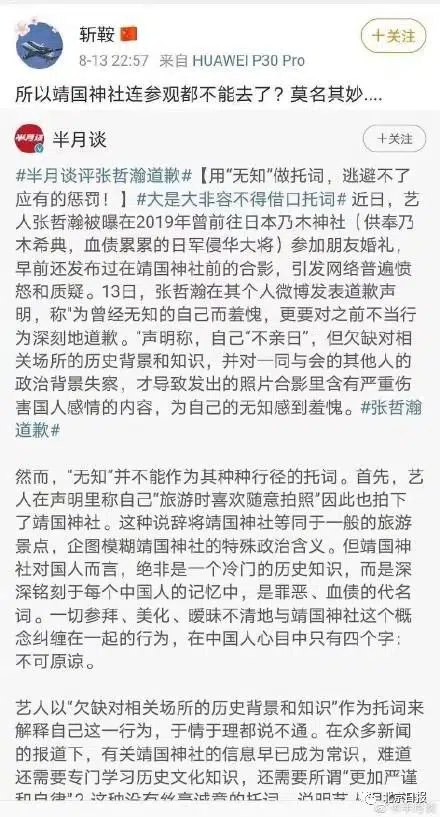 斩鞍
8-13 22:57 来自 HUAWEI P30 Pro
+关注
所以靖国神社连参观都不能去了？莫名其妙....
半月谈
半月谈
+关注
#半月谈评张哲瀚道歉#【用“无知”做托词，逃避不了
应有的惩罚！】#大是大非容不得借口托词# 近日，艺
人张哲瀚被曝在2019年曾前往日本乃木神社（供奉乃
木希典，血债累累的日军侵华大将）参加朋友婚礼，
早前还发布过在靖国神社前的合影，引发网络普遍愤
怒和质疑。13日，张哲瀚在其个人微博发表道歉声
明，称"为曾经无知的自己而羞愧，更要对之前不当行
为深刻地道歉。"声明称，自己“不亲日”，但欠缺对相
关场所的历史背景和知识，并对一同与会的其他人的
政治背景失察，才导致发出的照片合影里含有严重伤
害国人感情的内容，为自己的无知感到羞愧。#张哲瀚
道歉#
然而，“无知”并不能作为其种种行径的托词。首先，艺
人在声明里称自己“旅游时喜欢随意拍照”因此也拍下
了靖国神社。这种说辞将靖国神社等同于一般的旅游
景点，企图模糊靖国神社的特殊政治含义。但靖国神
社对国人而言，绝非是一个冷门的历史知识，而是深
深铭刻于每个中国人的记忆中，是罪恶、血债的代名
词。一切参拜、美化、暧昧不清地与靖国神社这个概
念纠缠在一起的行为，在中国人心目中只有四个字：
不可原谅。
艺人以“欠缺对相关场所的历史背景和知识”作为托词来
解释自己这一行为，于情于理都说不通。在众多新闻
的报道下，有关靖国神社的信息早已成为常识，难道
还需要专门学习历史文化知识，还需要所谓“更加严谨
和自律”？这种没有丝毫诚意的托词，说明艺
北京日报